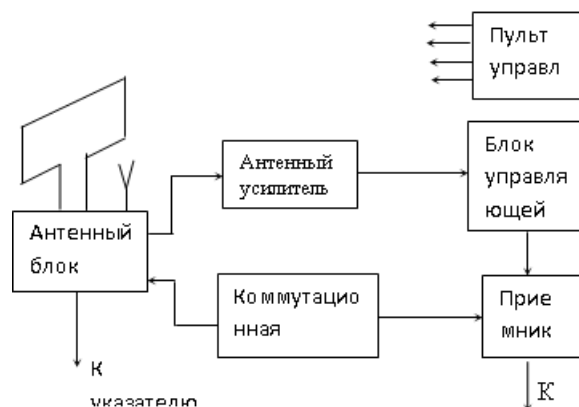 Пульт
управл
Антенный
усилитель
Блок
управля
ющей
Антенный
блок
Коммутацио
нная
Прие
мник
К
указателю
К